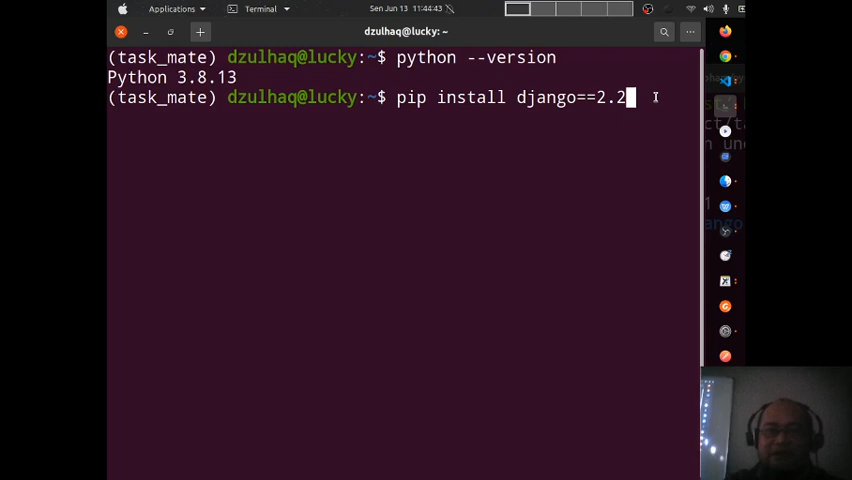 Applications
Terminal
Sen Jun 13 11:44:43
dzulhaq@lucky: ~
(task_mate) dzulhaq@lucky:~$ python --version
Python 3.8.13
(task_mate) dzulhaq@lucky:~$ pip install django==2.2